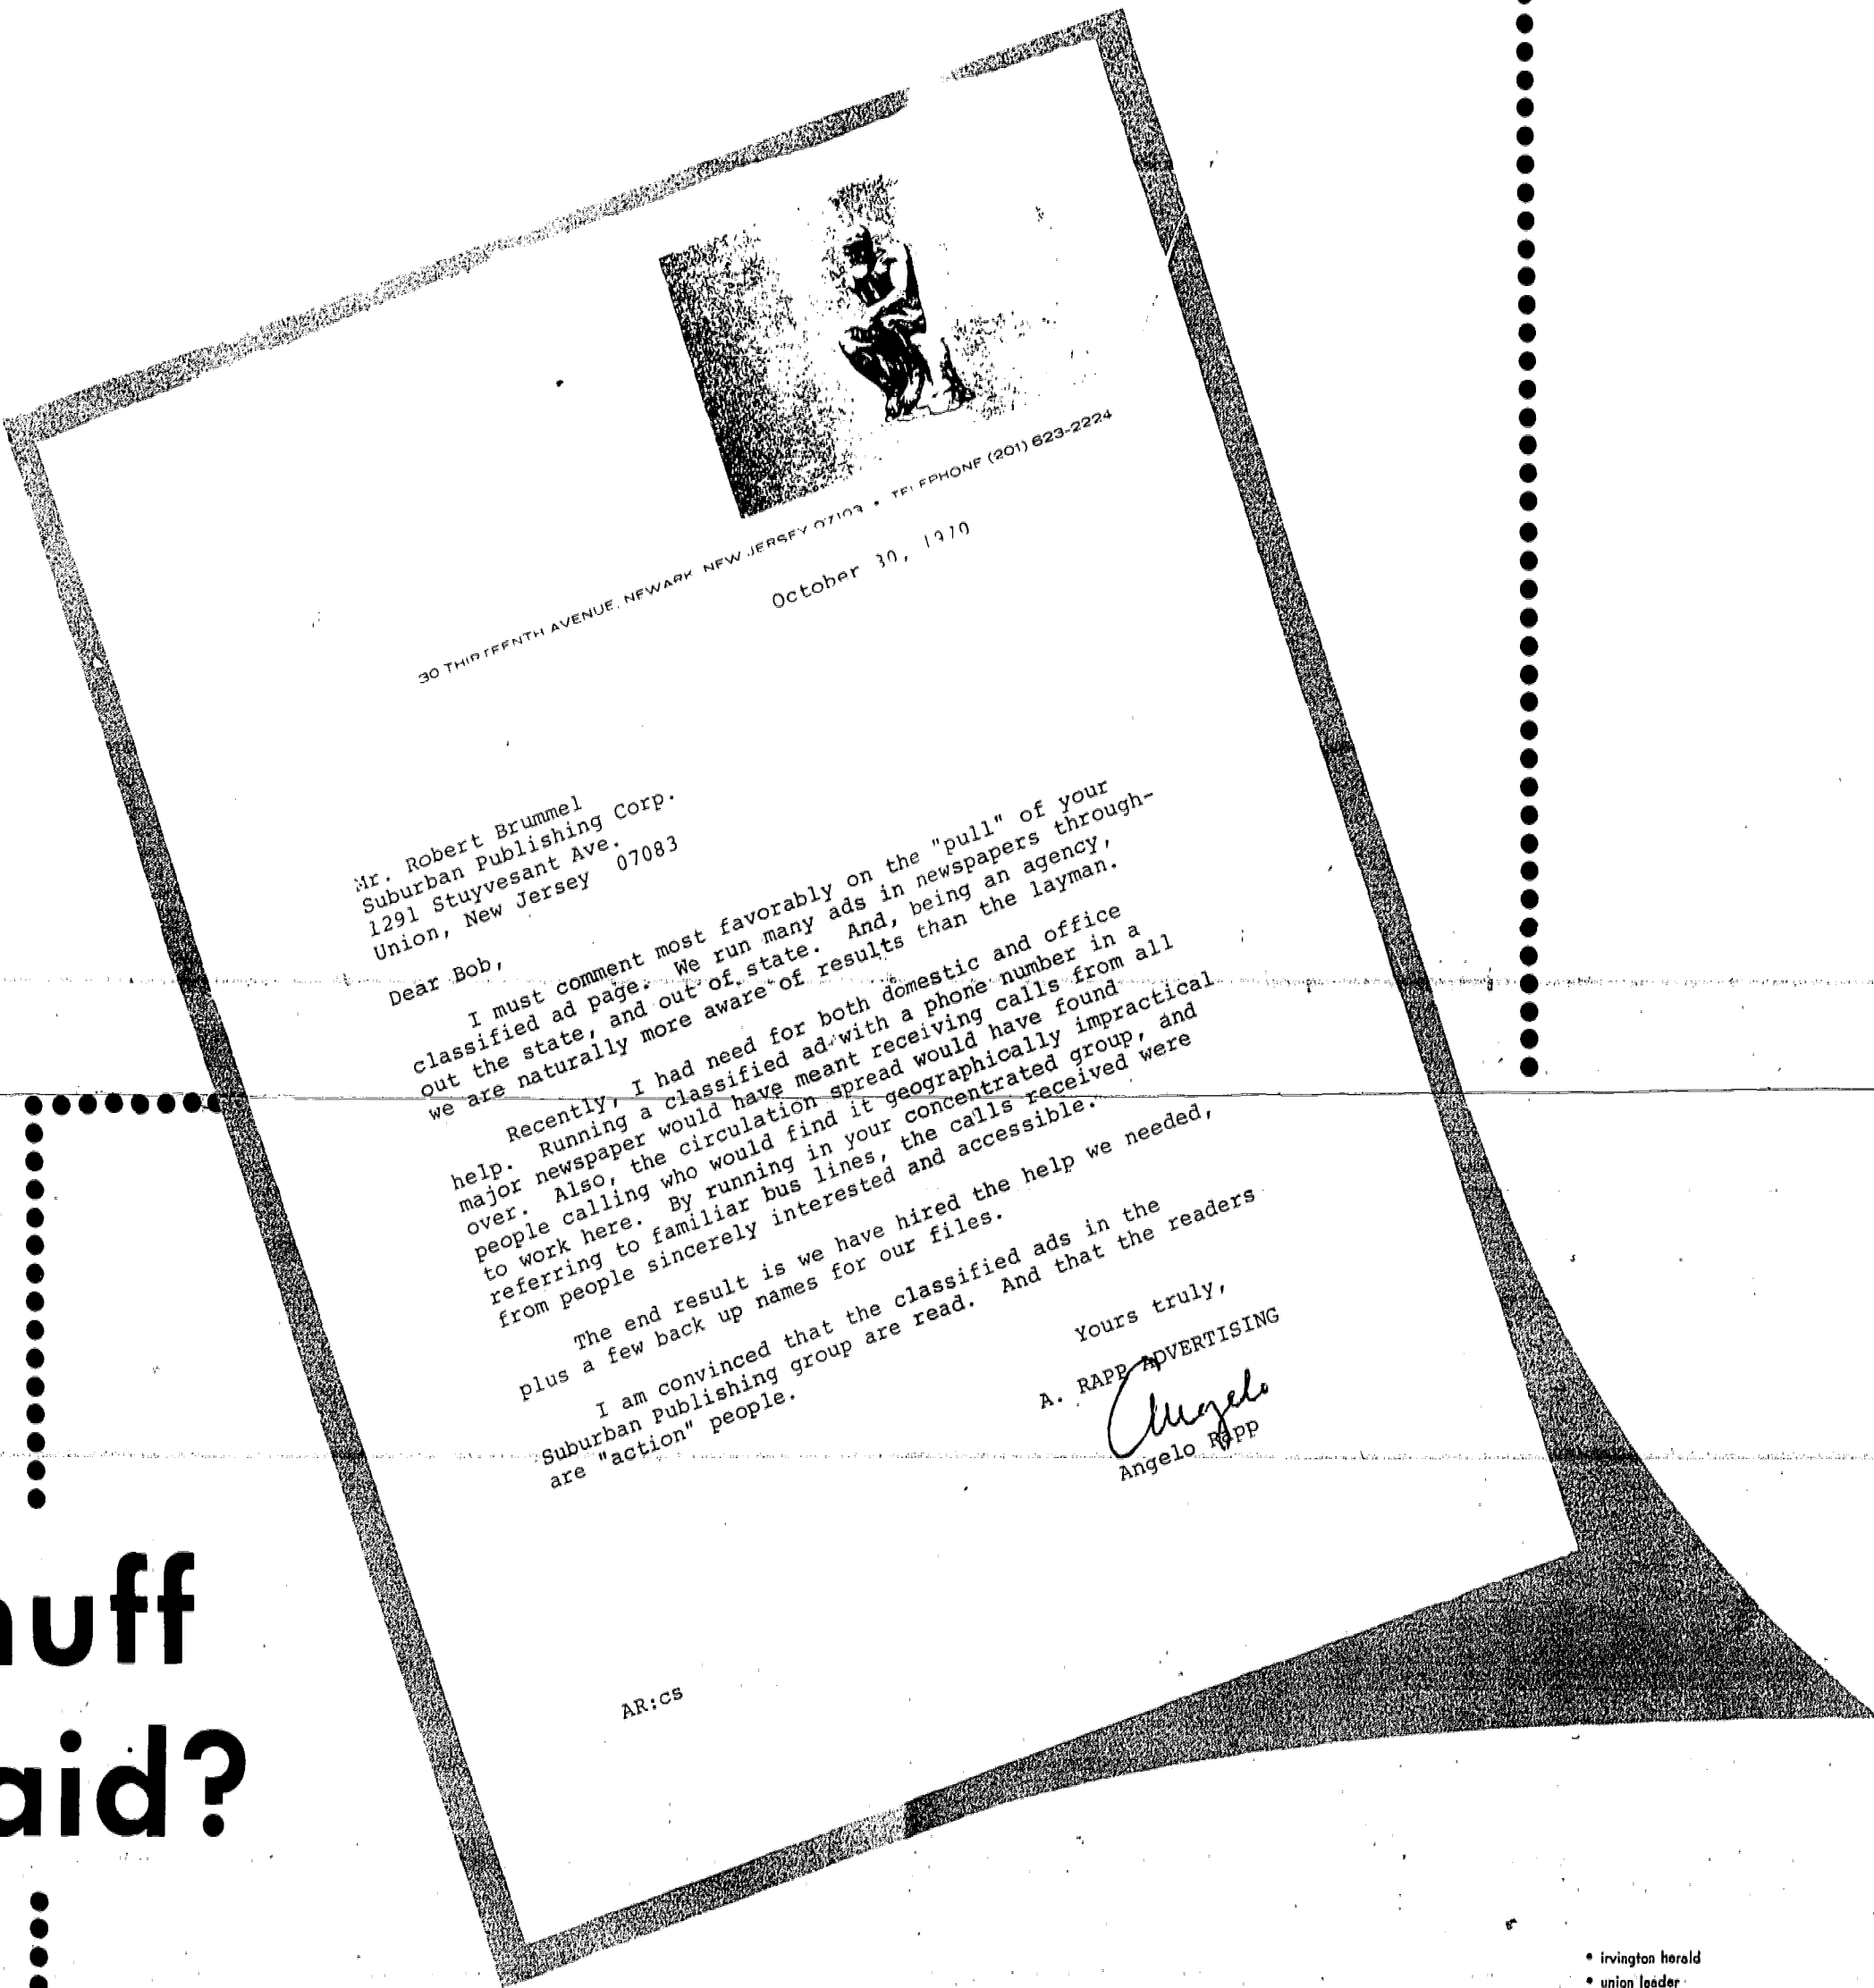 30 THIRTEENTH AVENUE, NEWARK, NEW JERSEY 07103 • TELEPHONE (201) 623-2224
October 30, 1970
Mr. Robert Brummel
Suburban Publishing Corp.
1291 Stuyvesant Ave.
Union, New Jersey 07083
Dear Bob,
I must comment most favorably on the "pull" of your
classified ad page. We run many ads in newspapers through-
out the state, and out of state. And, being an agency,
we are naturally more aware of results than the layman.
Recently, I had need for both domestic and office
help. Running a classified ad with a phone number in a
major newspaper would have meant receiving calls from all
over. Also, the circulation spread would have found
people calling who would find it geographically impractical
to work here. By running in your concentrated group, and
referring to familiar bus lines, the calls received were
from people sincerely interested and accessible.
The end result is we have hired the help we needed,
plus a few back up names for our files.
I am convinced that the classified ads in the
Suburban Publishing group are read. And that the readers
are "action" people.
Yours truly,
A. RAPP ADVERTISING
Angelo
Angelo Rapp
AR:cs
nuff
aid?
• irvington herald
• union leader